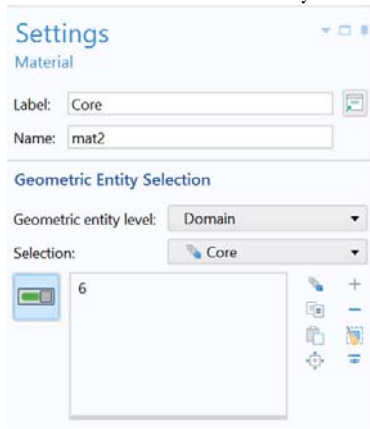 Settings
Material
Label: Core
Name: mat2
Geometric Entity Selection
Geometric entity level: Domain
Selection: Core
6